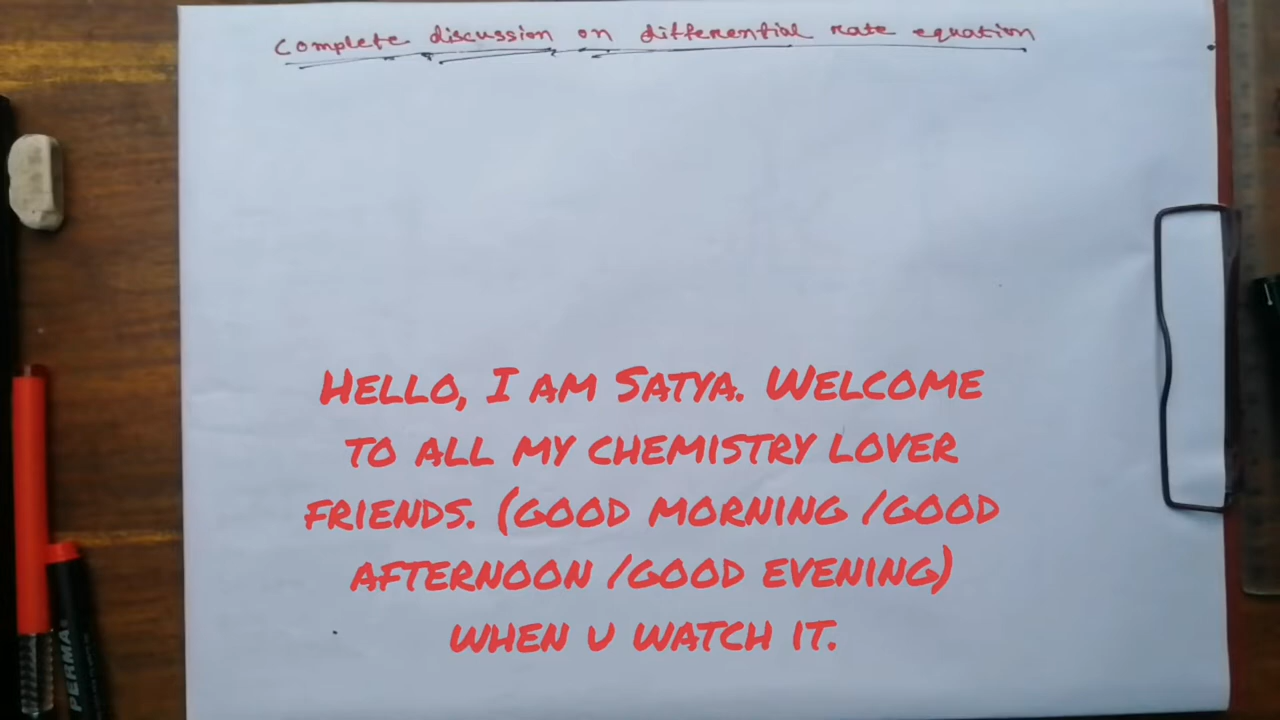 complete discussion on differential rate equation
Hello, I am Satya. Welcome
to all my chemistry lover
friends. (good morning /good
afternoon /good evening)
when u watch it.
PERMA